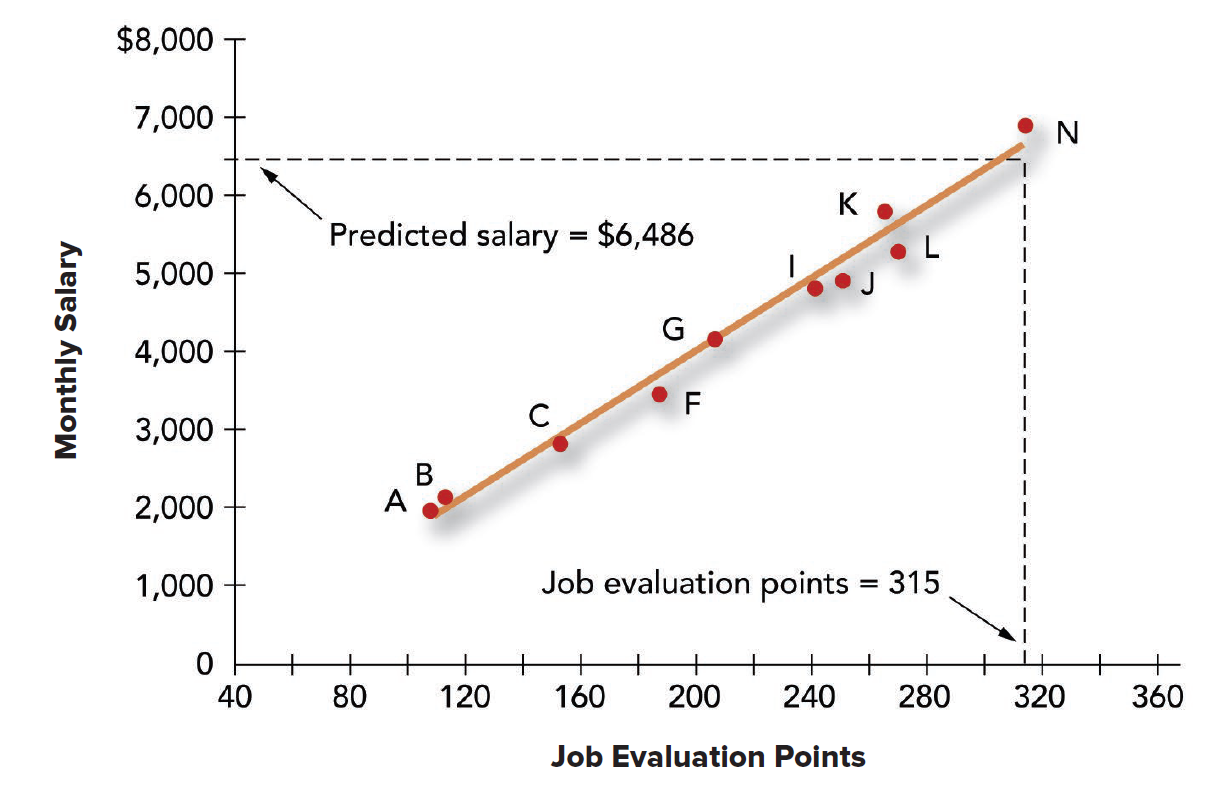 $8,000
7,000
6,000
5,000
4,000
3,000
2,000
1,000
0
Monthly Salary
Predicted salary = $6,486
A
B
C
F
G
I
J
K
L
N
Job evaluation points = 315
40 80 120 160 200 240 280 320 360
Job Evaluation Points